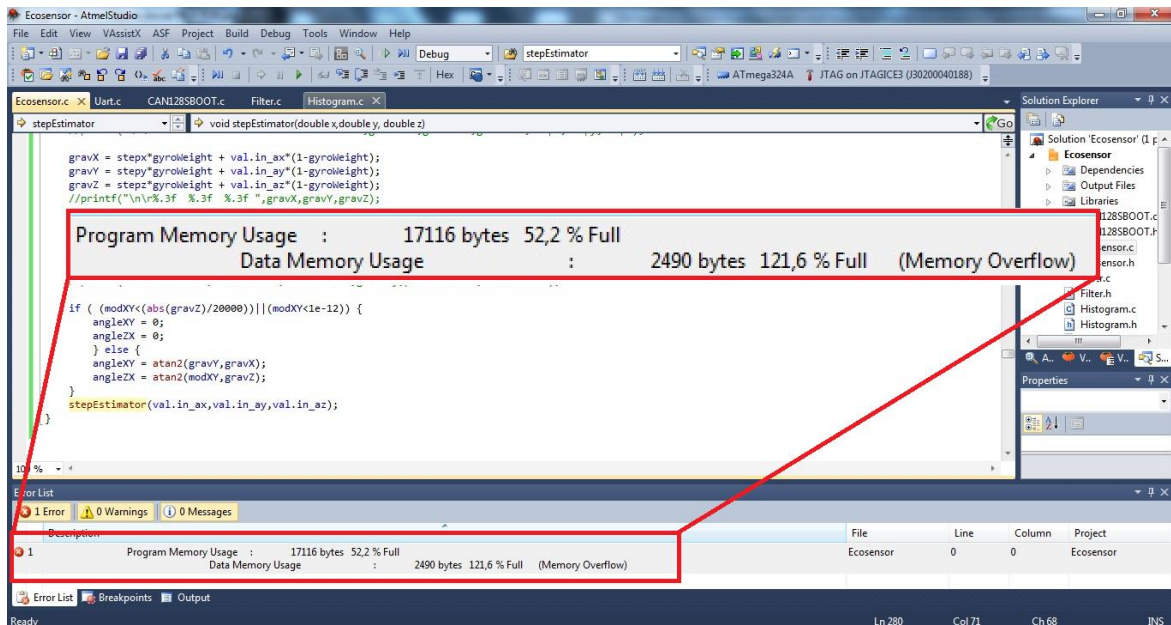 Ecosensor - AtmelStudio
File Edit View VAssistX ASF Project Build Debug Tools Window Help
Debug stepEstimator
Hex ATmega324A JTAG on JTAGICE3 (J30200040188)
Ecosensor.c Uart.c CAN128SBOOT.c Filter.c Histogram.c
stepEstimator void stepEstimator(double x,double y, double z) Go
gravX = stepx*gyroWeight + val.in_ax*(1-gyroWeight);
gravY = stepy*gyroWeight + val.in_ay*(1-gyroWeight);
gravZ = stepz*gyroWeight + val.in_az*(1-gyroWeight);
//printf("\n\r%.3f %.3f %.3f ",gravX,gravY,gravZ);
Program Memory Usage : 17116 bytes 52,2 % Full
Data Memory Usage : 2490 bytes 121,6 % Full (Memory Overflow)
if ( (modXY<(abs(gravZ)/20000))||(modXY<1e-12)) {
angleXY = 0;
angleZX = 0;
} else {
angleXY = atan2(gravY,gravX);
angleZX = atan2(modXY,gravZ);
}
stepEstimator(val.in_ax,val.in_ay,val.in_az);
}
Solution Explorer
Solution 'Ecosensor' (1 p
Ecosensor
Dependencies
Output Files
Libraries
Filter.h
Histogram.c
Histogram.h
A.. V.. V.. S...
Properties
Error List
1 Error 0 Warnings 0 Messages
Description File Line Column Project
1 Program Memory Usage : 17116 bytes 52,2 % Full Ecosensor 0 0 Ecosensor
Data Memory Usage : 2490 bytes 121,6 % Full (Memory Overflow)
Error List Breakpoints Output
Ready Ln 280 Col 71 Ch 68 INS